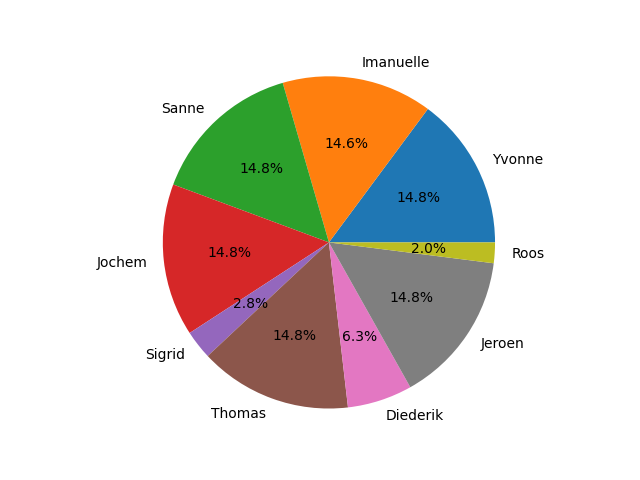 Imanuelle
Sanne
Yvonne
14.6%
14.8%
14.8%
14.8%
2.0%
Roos
Jochem
14.8%
2.8%
14.8%
6.3%
Jeroen
Sigrid
Thomas
Diederik